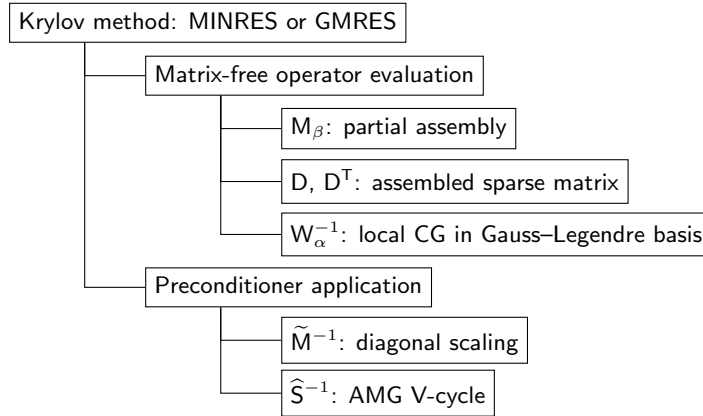 Krylov method: MINRES or GMRES
Matrix-free operator evaluation
M_β: partial assembly
D, D^T: assembled sparse matrix
W_α^{-1}: local CG in Gauss–Legendre basis
Preconditioner application
M̃^{-1}: diagonal scaling
Ŝ^{-1}: AMG V-cycle